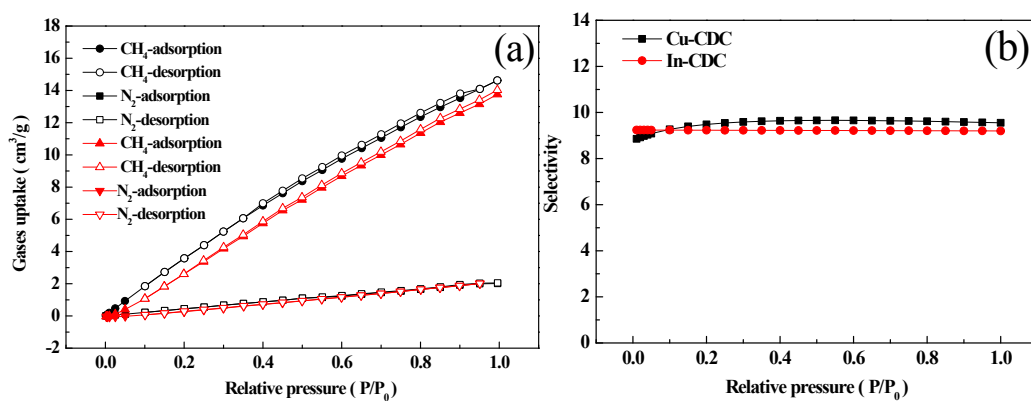 (a)
18
16
14
12
10
8
6
4
2
0
-2
Gases uptake ( cm³/g )
CH₄-adsorption
CH₄-desorption
N₂-adsorption
N₂-desorption
CH₄-adsorption
CH₄-desorption
N₂-adsorption
N₂-desorption
0.0 0.2 0.4 0.6 0.8 1.0
Relative pressure ( P/P₀ )
(b)
14
12
10
8
6
4
2
0
Selectivity
Cu-CDC
In-CDC
0.0 0.2 0.4 0.6 0.8 1.0
Relative pressure ( P/P₀ )